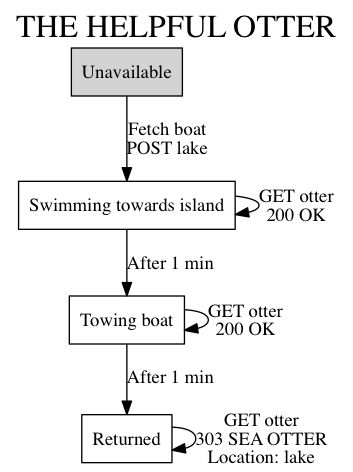 THE HELPFUL OTTER
Unavailable
Fetch boat
POST lake
Swimming towards island
GET otter
200 OK
After 1 min
Towing boat
GET otter
200 OK
After 1 min
Returned
GET otter
303 SEA OTTER
Location: lake